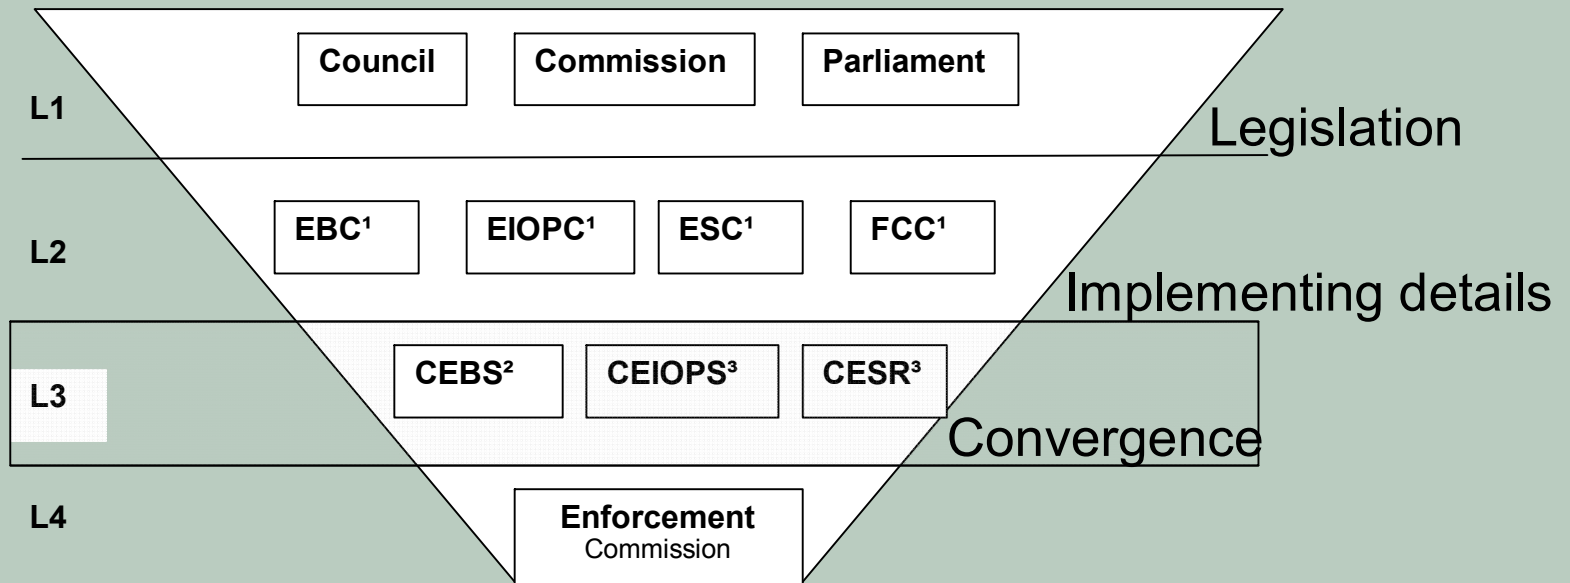 Council
Commission
Parliament
L1
Legislation
EBC¹
EIOPC¹
ESC¹
FCC¹
L2
Implementing details
CEBS²
CEIOPS³
CESR³
L3
Convergence
L4
Enforcement
Commission